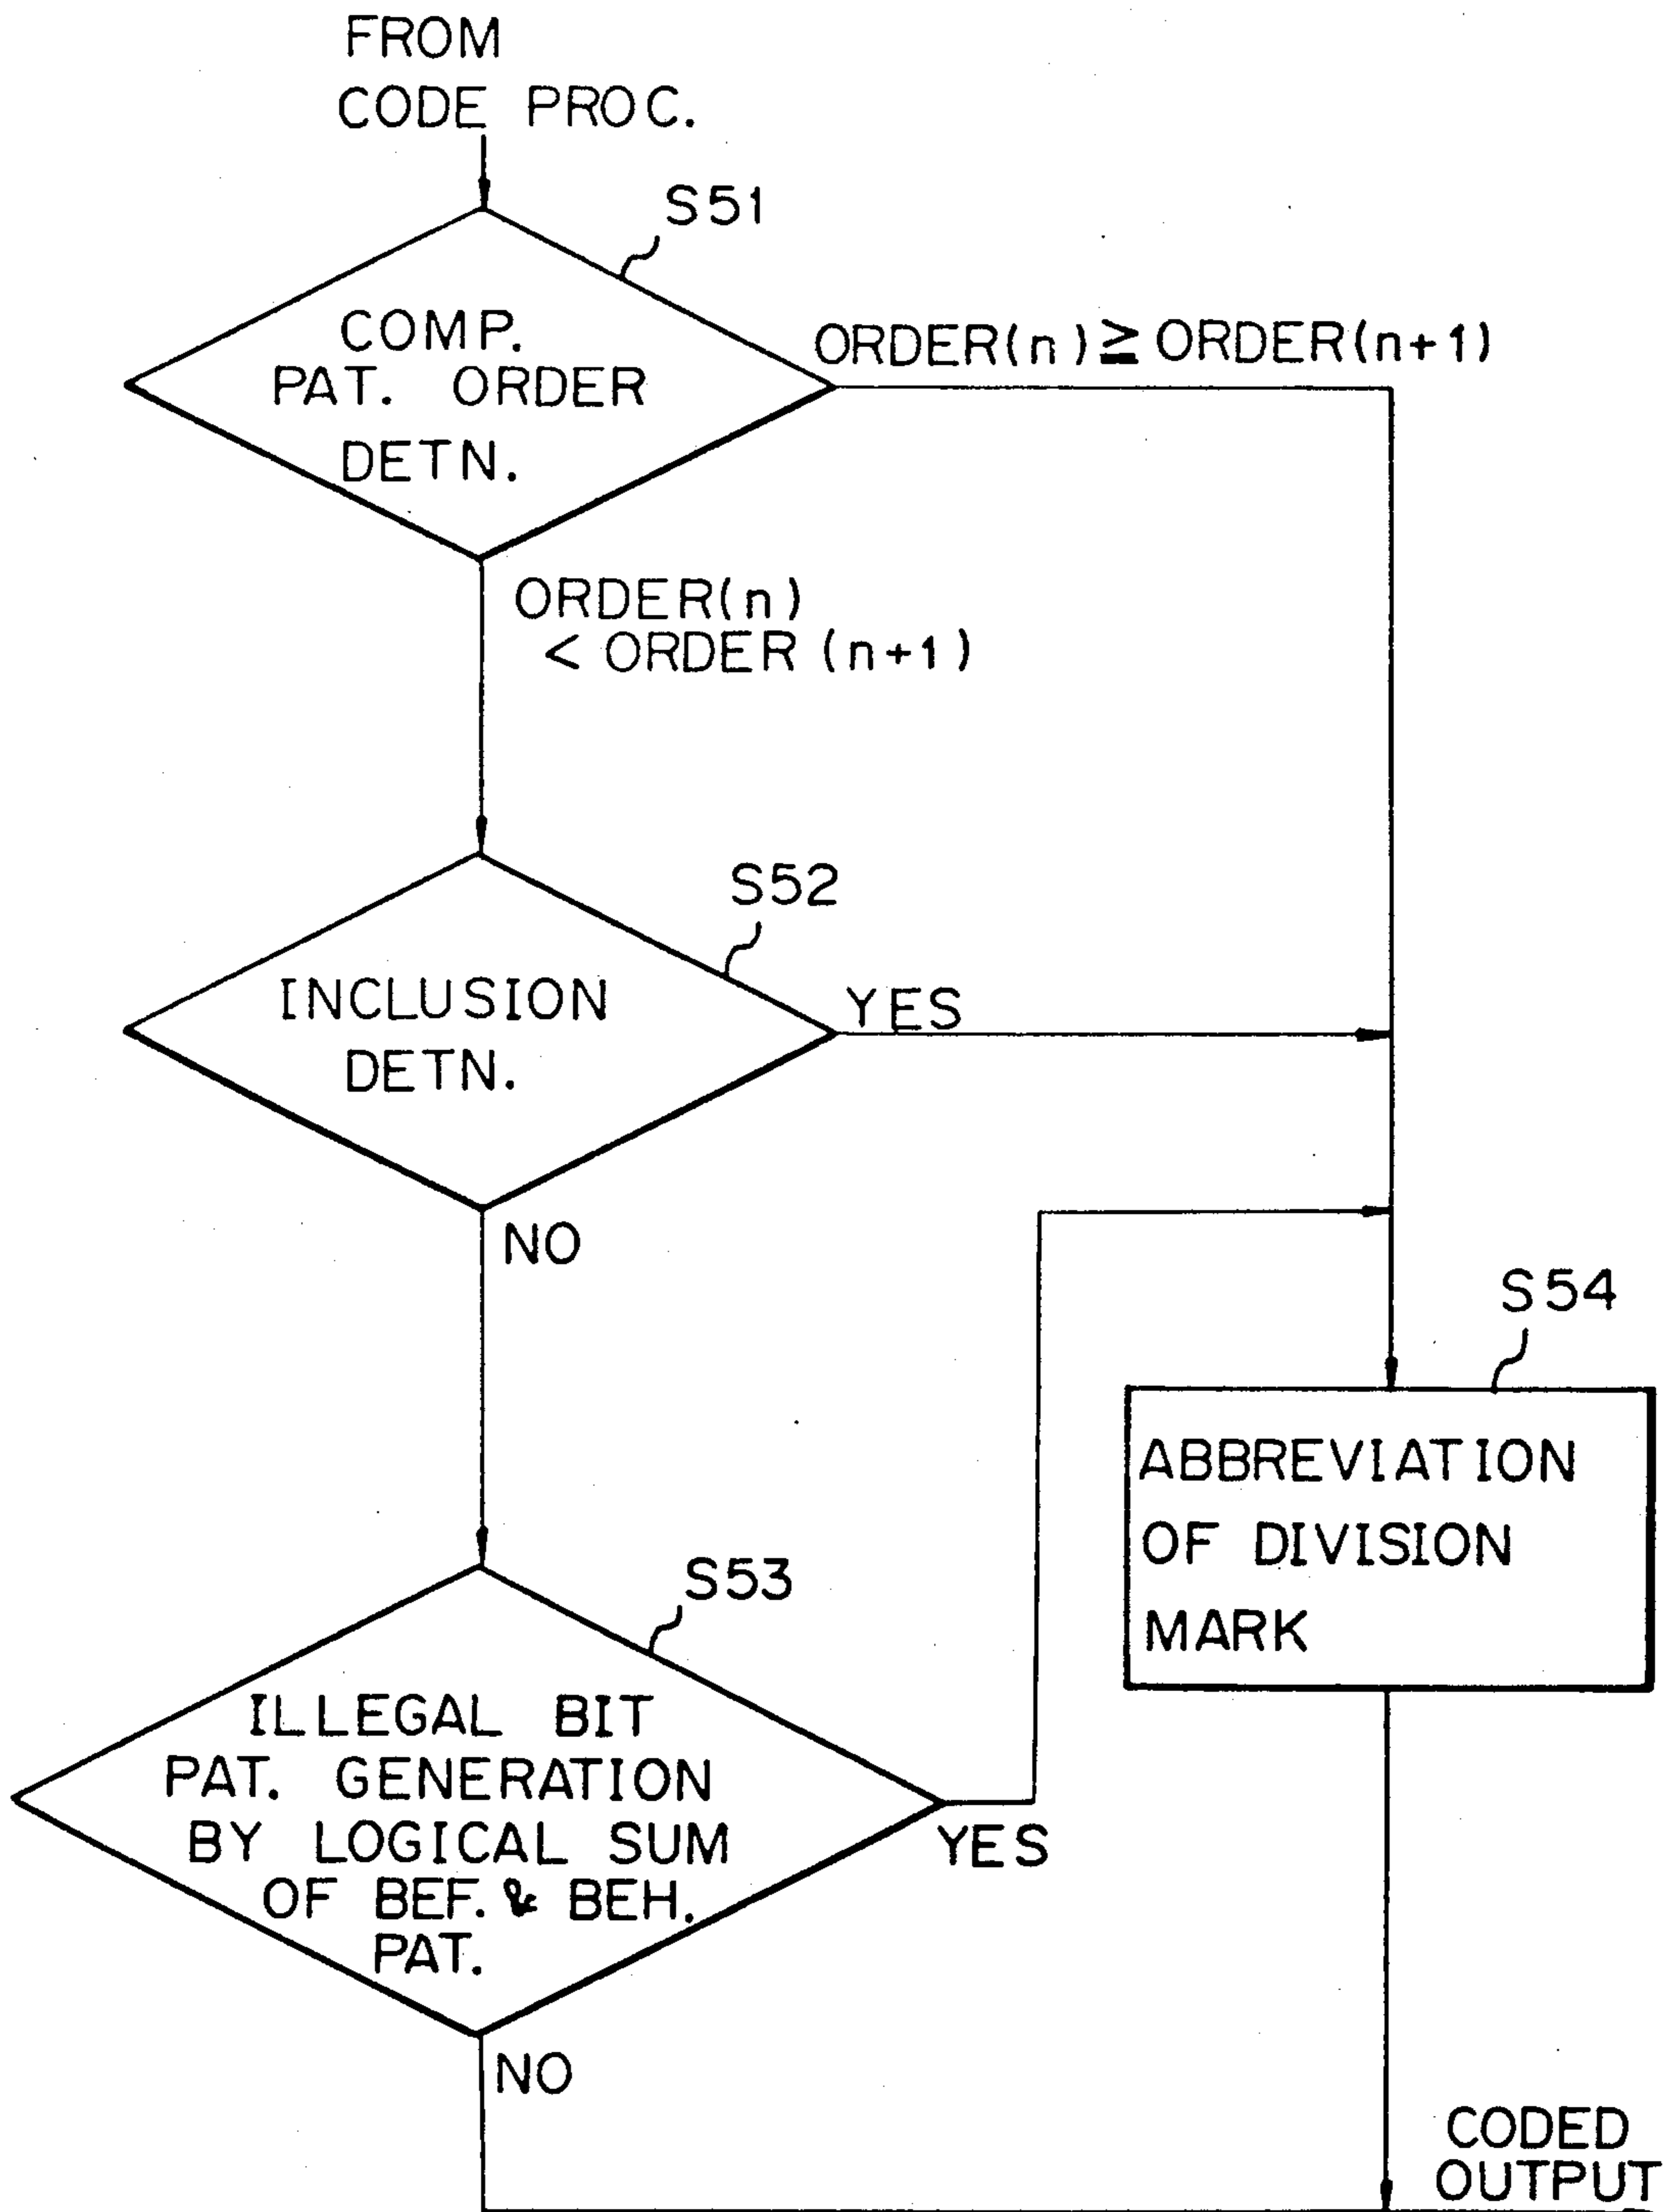 FROM
CODE PROC.
S51
COMP.
PAT. ORDER
DETN.
ORDER(n) ≧ ORDER(n+1)
ORDER(n)
< ORDER (n+1)
S52
INCLUSION
DETN.
YES
NO
S54
ABBREVIATION
OF DIVISION
MARK
S53
ILLEGAL BIT
PAT. GENERATION
BY LOGICAL SUM
OF BEF. & BEH.
PAT.
YES
NO
CODED
OUTPUT